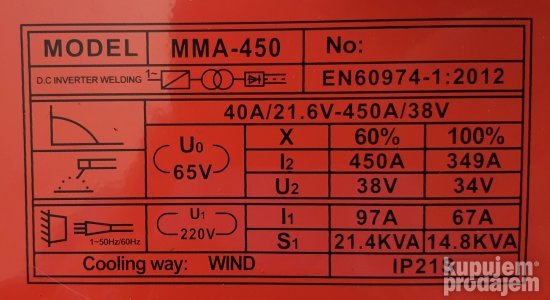 MODEL MMA-450 No:
D.C INVERTER WELDING 1~ EN60974-1:2012
40A/21.6V-450A/38V
U0 65V X 60% 100%
I2 450A 349A
U2 38V 34V
1~50Hz/60Hz U1 220V I1 97A 67A
S1 21.4KVA 14.8KVA
Cooling way: WIND IP21
kupujem
prodajem